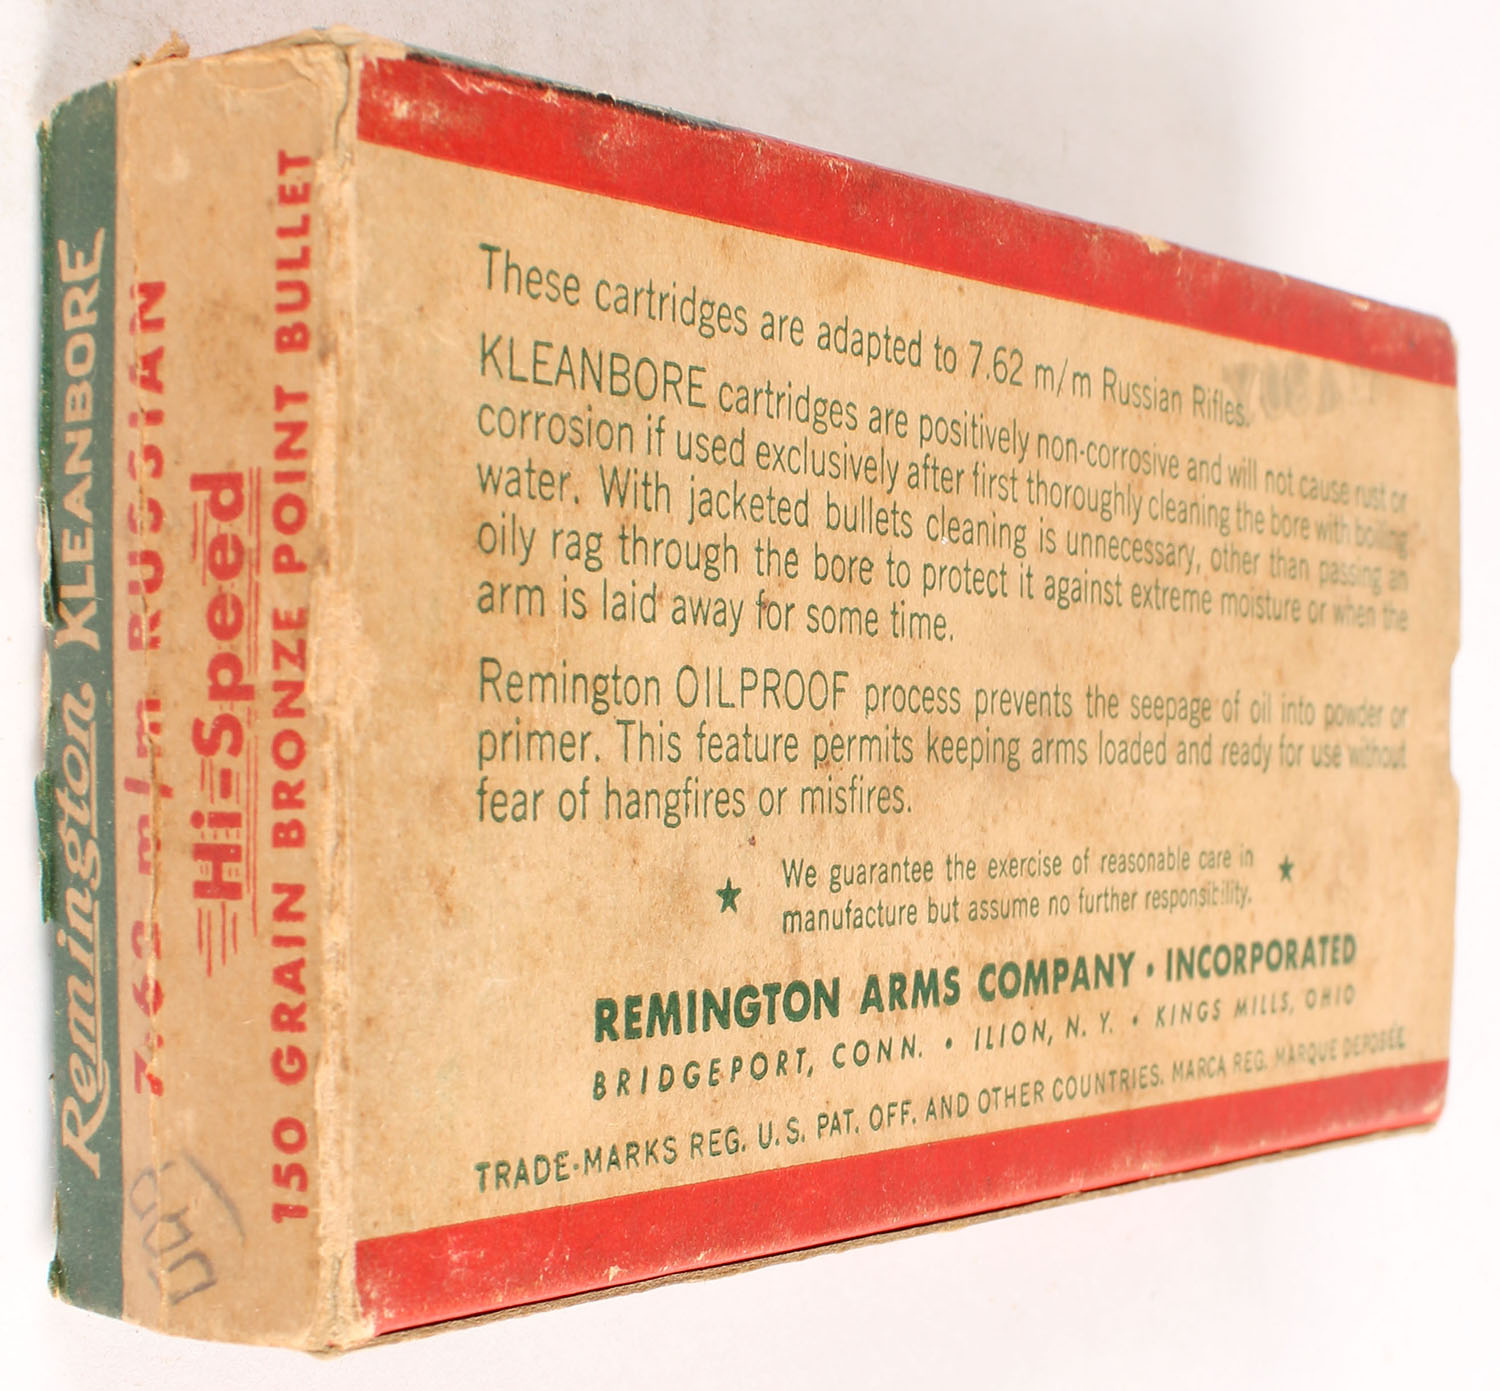 Remington KLEANBORE
7.62 m/m RUSSIAN
Hi-Speed
150 GRAIN BRONZE POINT BULLET
These cartridges are adapted to 7.62 m/m Russian Rifles.
KLEANBORE cartridges are positively non-corrosive and will not cause rust or
corrosion if used exclusively after first thoroughly cleaning the bore with boiling
water. With jacketed bullets cleaning is unnecessary, other than passing an
oily rag through the bore to protect it against extreme moisture or when the
arm is laid away for some time.
Remington OILPROOF process prevents the seepage of oil into powder or
primer. This feature permits keeping arms loaded and ready for use without
fear of hangfires or misfires.
★ We guarantee the exercise of reasonable care in ★
manufacture but assume no further responsibility.
REMINGTON ARMS COMPANY • INCORPORATED
BRIDGEPORT, CONN. • ILION, N. Y. • KINGS MILLS, OHIO
TRADE-MARKS REG. U.S. PAT. OFF. AND OTHER COUNTRIES. MARCA REG. MARQUE DEPOSÉE